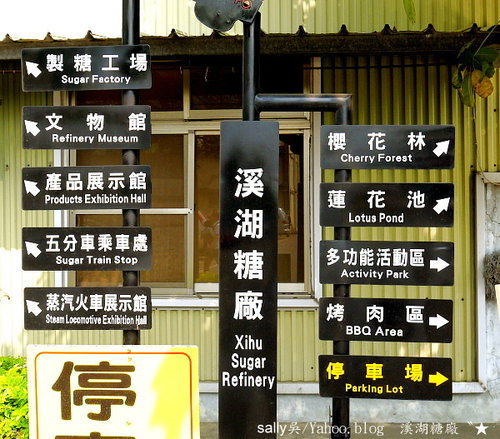 製糖工場
Sugar Factory
文物館
Refinery Museum
產品展示館
Products Exhibition Hall
五分車乘車處
Sugar Train Stop
蒸汽火車展示館
Steam Locomotive Exhibition Hall
溪湖糖廠
Xihu
Sugar
Refinery
櫻花林
Cherry Forest
蓮花池
Lotus Pond
多功能活動區
Activity Park
烤肉區
BBQ Area
停車場
Parking Lot
停
sally吳/Yahoo.blog 溪湖糖廠〝★